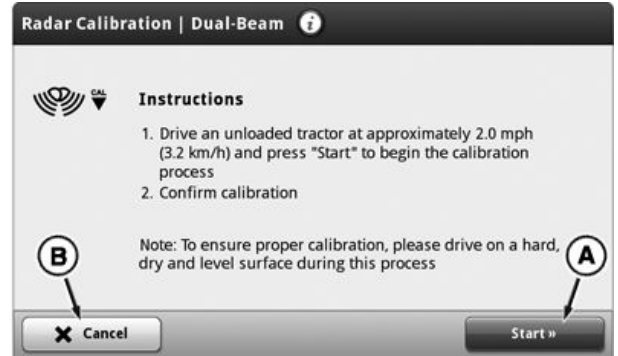 Radar Calibration | Dual-Beam i
CAL
Instructions
1. Drive an unloaded tractor at approximately 2.0 mph
(3.2 km/h) and press "Start" to begin the calibration
process
2. Confirm calibration
Note: To ensure proper calibration, please drive on a hard,
dry and level surface during this process
B
A
Cancel
Start »